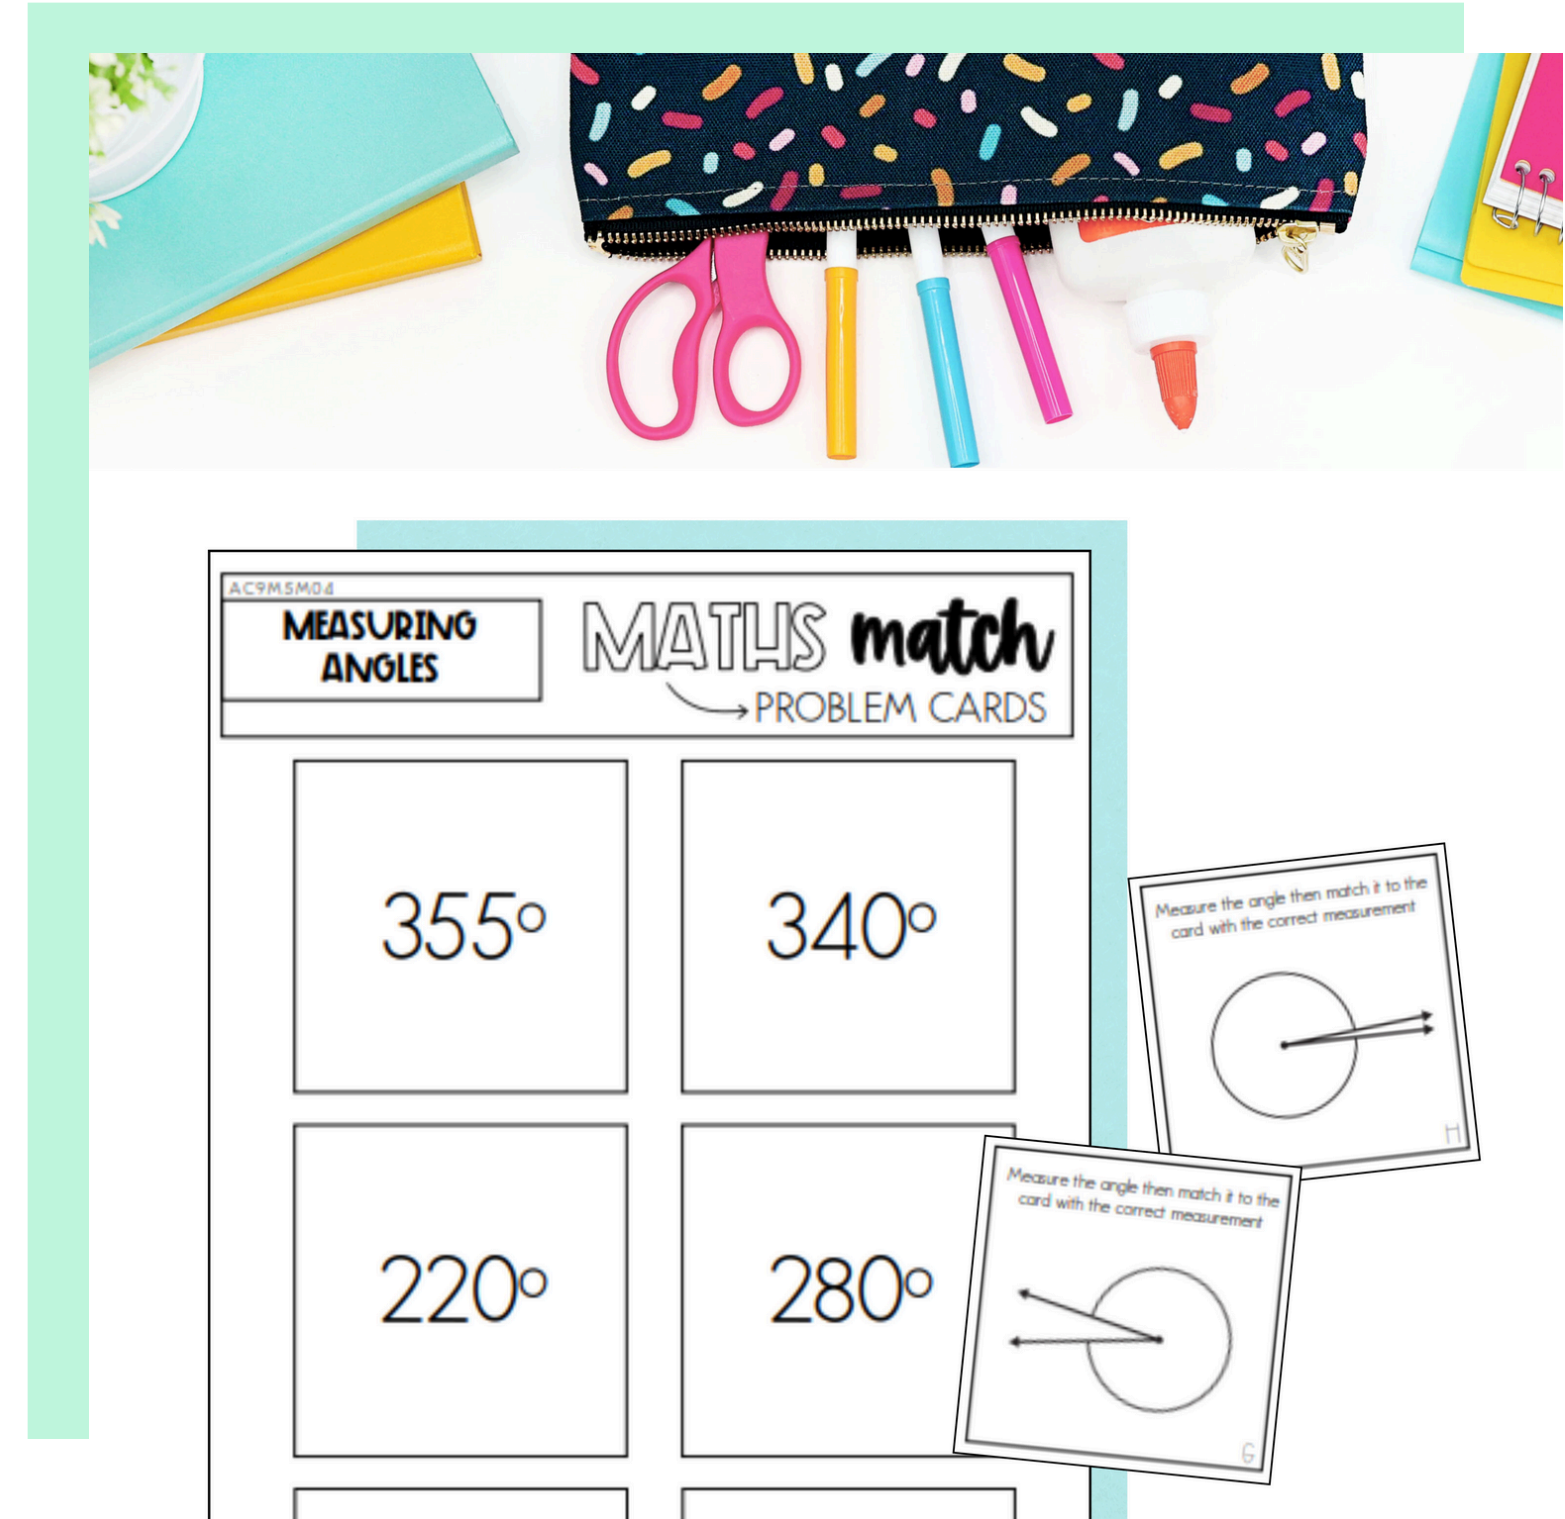 AC9M5M04
MEASURING
ANGLES
MATHS match
PROBLEM CARDS
355°
340°
220°
280°
Measure the angle then match it to the
card with the correct measurement
H
Measure the angle then match it to the
card with the correct measurement
G